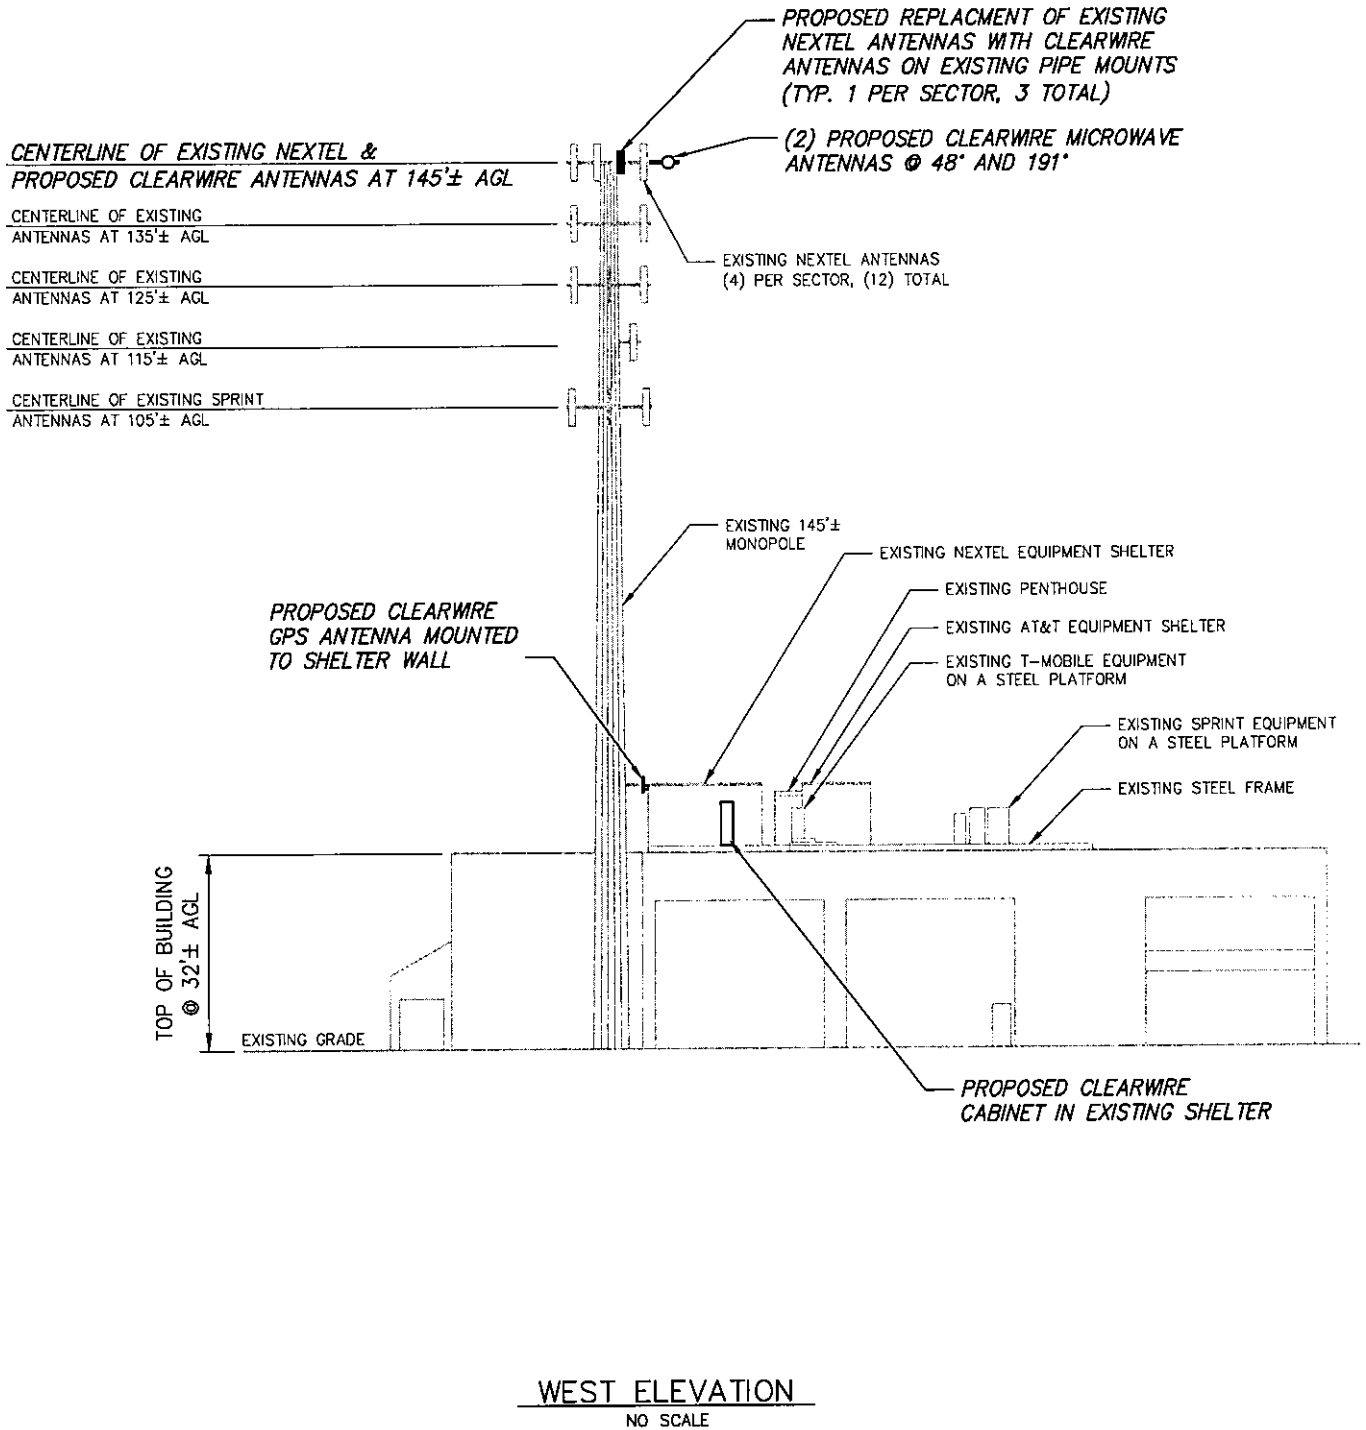 PROPOSED REPLACMENT OF EXISTING
NEXTEL ANTENNAS WITH CLEARWIRE
ANTENNAS ON EXISTING PIPE MOUNTS
(TYP. 1 PER SECTOR, 3 TOTAL)
(2) PROPOSED CLEARWIRE MICROWAVE
ANTENNAS @ 48° AND 191°
CENTERLINE OF EXISTING NEXTEL &
PROPOSED CLEARWIRE ANTENNAS AT 145'± AGL
CENTERLINE OF EXISTING
ANTENNAS AT 135'± AGL
CENTERLINE OF EXISTING
ANTENNAS AT 125'± AGL
CENTERLINE OF EXISTING
ANTENNAS AT 115'± AGL
CENTERLINE OF EXISTING SPRINT
ANTENNAS AT 105'± AGL
EXISTING NEXTEL ANTENNAS
(4) PER SECTOR, (12) TOTAL
EXISTING 145'±
MONOPOLE
EXISTING NEXTEL EQUIPMENT SHELTER
EXISTING PENTHOUSE
EXISTING AT&T EQUIPMENT SHELTER
EXISTING T-MOBILE EQUIPMENT
ON A STEEL PLATFORM
EXISTING SPRINT EQUIPMENT
ON A STEEL PLATFORM
EXISTING STEEL FRAME
PROPOSED CLEARWIRE
GPS ANTENNA MOUNTED
TO SHELTER WALL
TOP OF BUILDING
@ 32'± AGL
EXISTING GRADE
PROPOSED CLEARWIRE
CABINET IN EXISTING SHELTER
WEST ELEVATION
NO SCALE